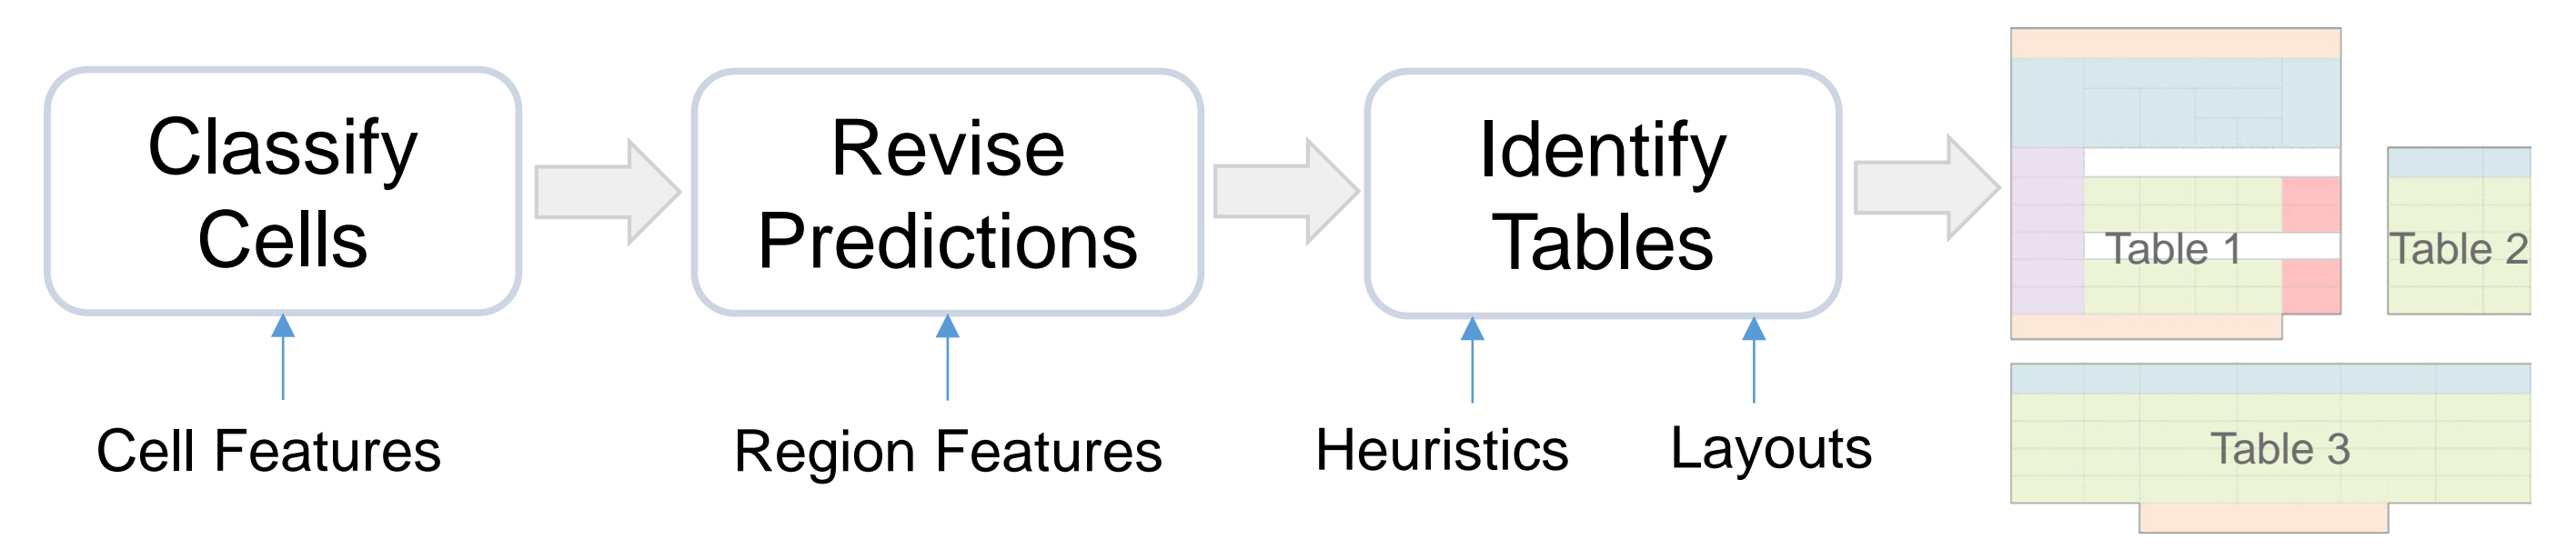 Classify
Cells
Revise
Predictions
Identify
Tables
Cell Features
Region Features
Heuristics
Layouts
Table 1
Table 2
Table 3